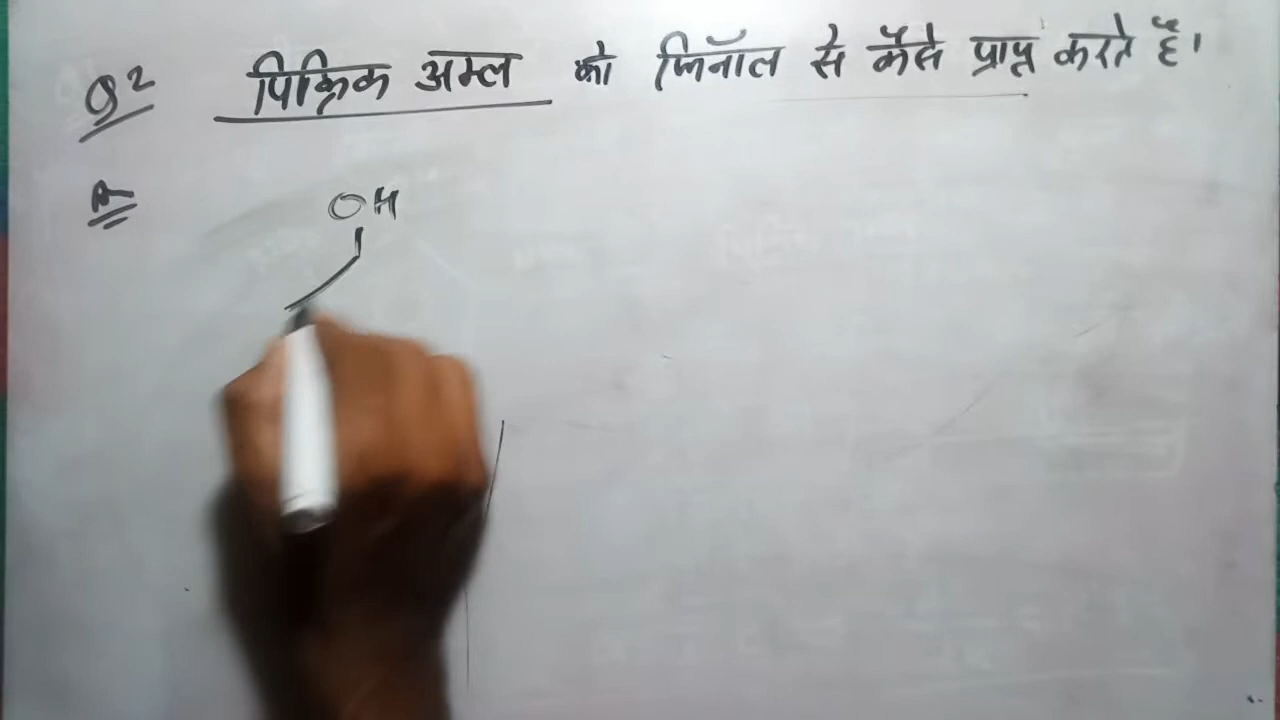 Q2 पिक्रिक अम्ल को फिनॉल से कैसे प्राप्त करते हैं।
A
OH